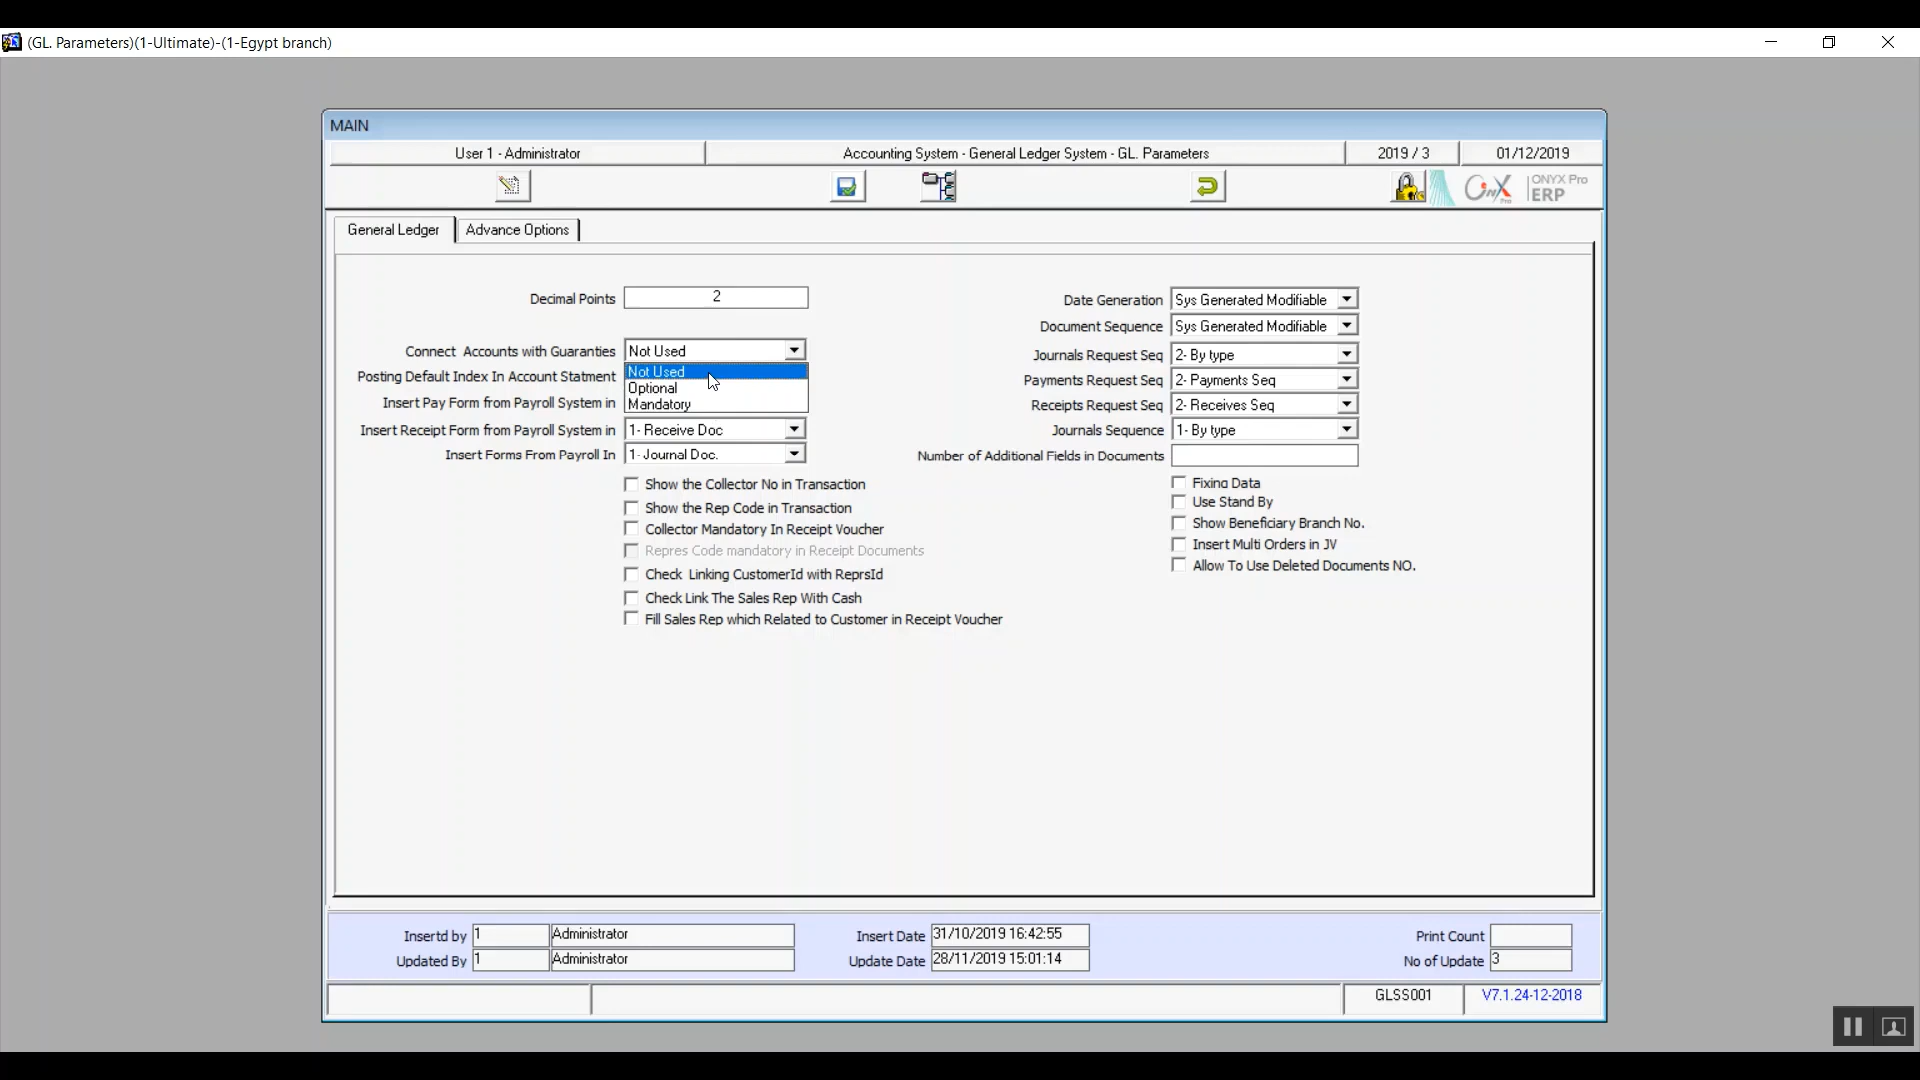 (GL. Parameters)(1-Ultimate)-(1-Egypt branch)
MAIN
User 1 - Administrator
Accounting System - General Ledger System - GL. Parameters
2019 / 3
01/12/2019
Onyx Pro
ONYX Pro
ERP
General Ledger
Advance Options
Decimal Points 2
Connect Accounts with Guaranties Not Used
Not Used
Optional
Mandatory
Posting Default Index In Account Statment
Insert Pay Form from Payroll System in
Insert Receipt Form from Payroll System in 1- Receive Doc
Insert Forms From Payroll In 1- Journal Doc.
Show the Collector No in Transaction
Show the Rep Code in Transaction
Collector Mandatory In Receipt Voucher
Repres Code mandatory in Receipt Documents
Check Linking CustomerId with ReprsId
Check Link The Sales Rep With Cash
Fill Sales Rep which Related to Customer in Receipt Voucher
Date Generation Sys Generated Modifiable
Document Sequence Sys Generated Modifiable
Journals Request Seq 2- By type
Payments Request Seq 2- Payments Seq
Receipts Request Seq 2- Receives Seq
Journals Sequence 1- By type
Number of Additional Fields in Documents
Fixing Data
Use Stand By
Show Beneficiary Branch No.
Insert Multi Orders in JV
Allow To Use Deleted Documents NO.
Insertd by 1 Administrator
Insert Date 31/10/2019 16:42:55
Print Count
Updated By 1 Administrator
Update Date 28/11/2019 15:01:14
No of Update 3
GLSS001
V7.1.24-12-2018